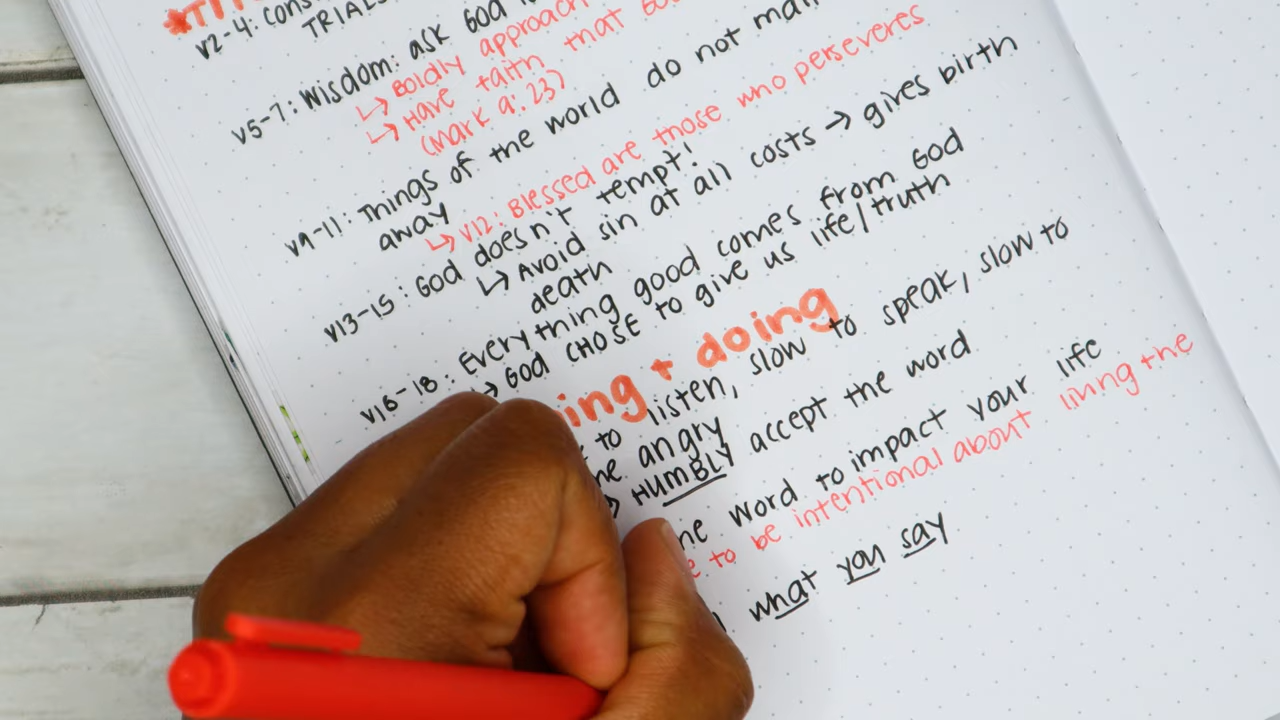 v2-4: Cons
TRIALS
v5-7: Wisdom: ask God
↳ Boldly approach
↳ Have faith that
(Mark 9:23)
v9-11: Things of the world do not
away
↳ v12: Blessed are those who perseveres
v13-15: God doesn't tempt!
↳ Avoid sin at all costs → gives birth
death
v16-18: Everything good comes from God
→ God CHOSE to give us life/truth
ing + doing
to listen, slow to speak, slow to
angry
HUMBLY accept the word
word to impact your life
to be intentional about living the
what you say